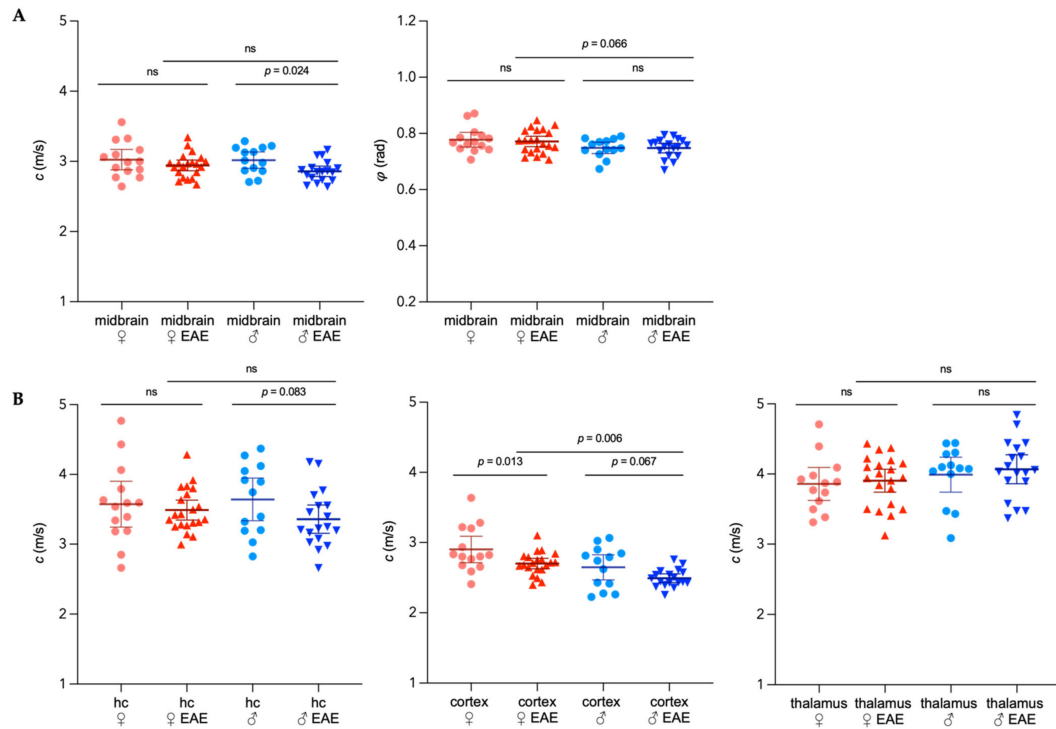 A
5
4
3
2
1
c (m/s)
ns
ns
p = 0.024
midbrain midbrain midbrain midbrain
♀ ♀ EAE ♂ ♂ EAE
1.2
1.0
0.8
0.6
0.4
0.2
φ (rad)
p = 0.066
ns
ns
midbrain midbrain midbrain midbrain
♀ ♀ EAE ♂ ♂ EAE
B
5
4
3
2
1
c (m/s)
ns
ns
p = 0.083
hc hc hc hc
♀ ♀ EAE ♂ ♂ EAE
5
4
3
2
1
c (m/s)
p = 0.006
p = 0.013
p = 0.067
cortex cortex cortex cortex
♀ ♀ EAE ♂ ♂ EAE
5
4
3
2
1
c (m/s)
ns
ns
ns
thalamus thalamus thalamus thalamus
♀ ♀ EAE ♂ ♂ EAE